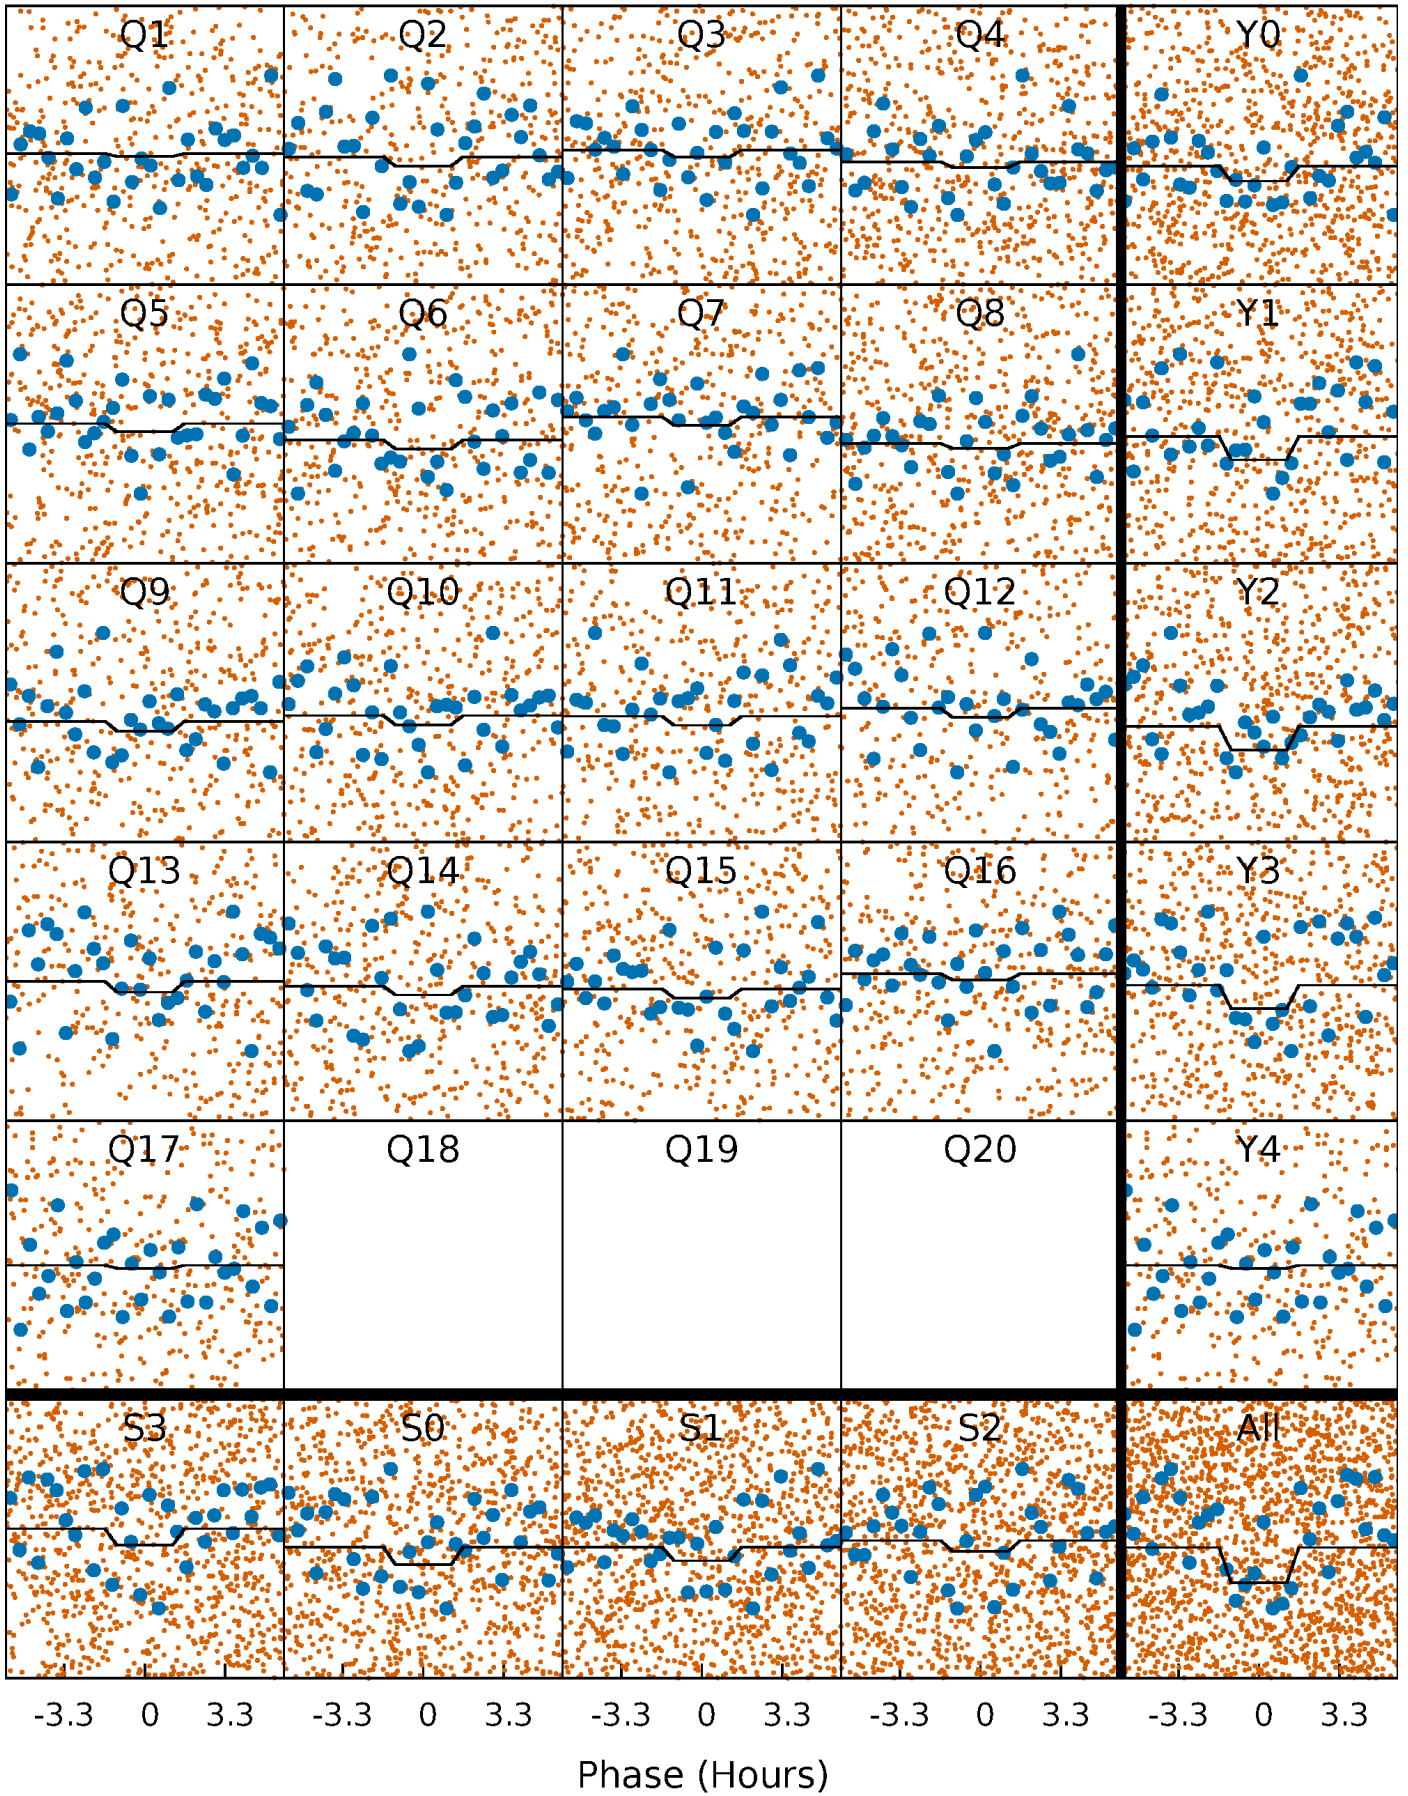 Q1 Q2 Q3 Q4 Y0
Q5 Q6 Q7 Q8 Y1
Q9 Q10 Q11 Q12 Y2
Q13 Q14 Q15 Q16 Y3
Q17 Q18 Q19 Q20 Y4
S3 S0 S1 S2 All
-3.3 0 3.3 -3.3 0 3.3 -3.3 0 3.3 -3.3 0 3.3 -3.3 0 3.3
Phase (Hours)